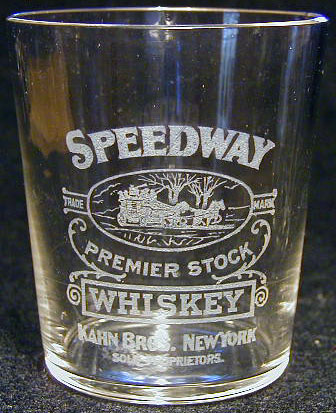 SPEEDWAY
TRADE MARK
PREMIER STOCK
WHISKEY
KAHN BROS. NEW YORK
SOLE PROPRIETORS.